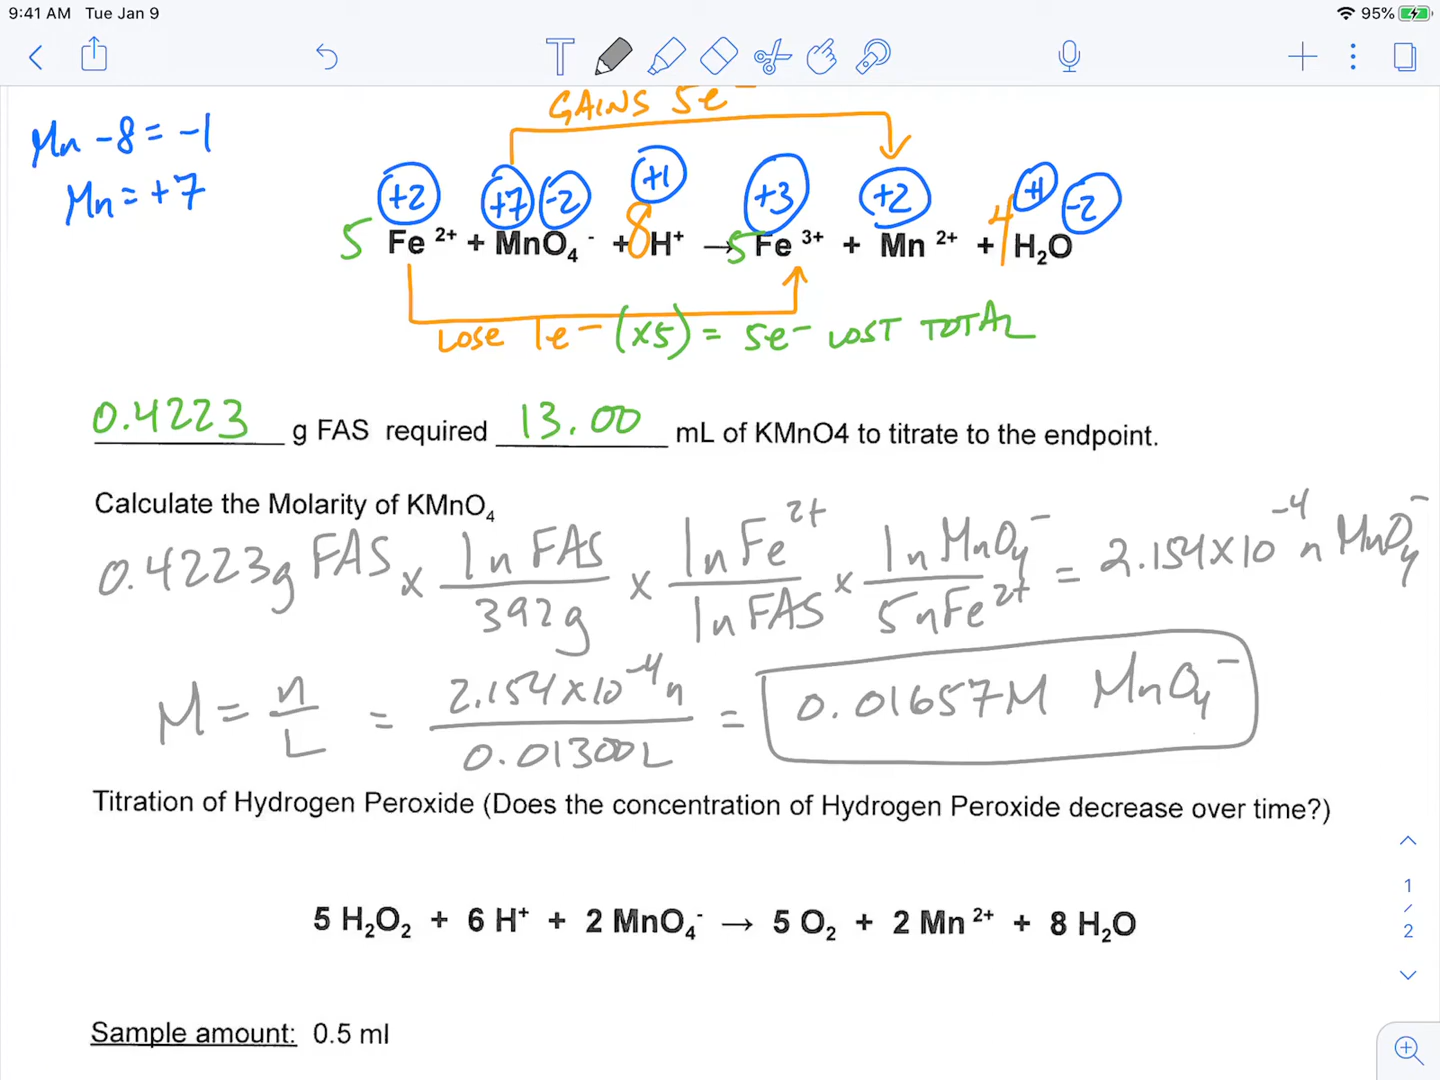 9:41 AM Tue Jan 9 95%
GAINS 5e⁻
Mn -8 = -1
Mn = +7
+2 +7 -2 +1 +3 +2 +1 -2
5 Fe ²⁺ + MnO₄ ⁻ + 8 H⁺ → 5 Fe ³⁺ + Mn ²⁺ + 4 H₂O
LOSE 1e⁻ (x5) = 5e⁻ LOST TOTAL
0.4223 g FAS required 13.00 mL of KMnO4 to titrate to the endpoint.
Calculate the Molarity of KMnO₄
0.4223g FAS x 1n FAS / 392g x 1n Fe²⁺ / 1n FAS x 1n MnO₄⁻ / 5n Fe²⁺ = 2.154x10⁻⁴ n MnO₄⁻
M = n / L = 2.154x10⁻⁴ n / 0.01300L = 0.01657M MnO₄⁻
Titration of Hydrogen Peroxide (Does the concentration of Hydrogen Peroxide decrease over time?)
5 H₂O₂ + 6 H⁺ + 2 MnO₄⁻ → 5 O₂ + 2 Mn ²⁺ + 8 H₂O
Sample amount: 0.5 ml
1 / 2